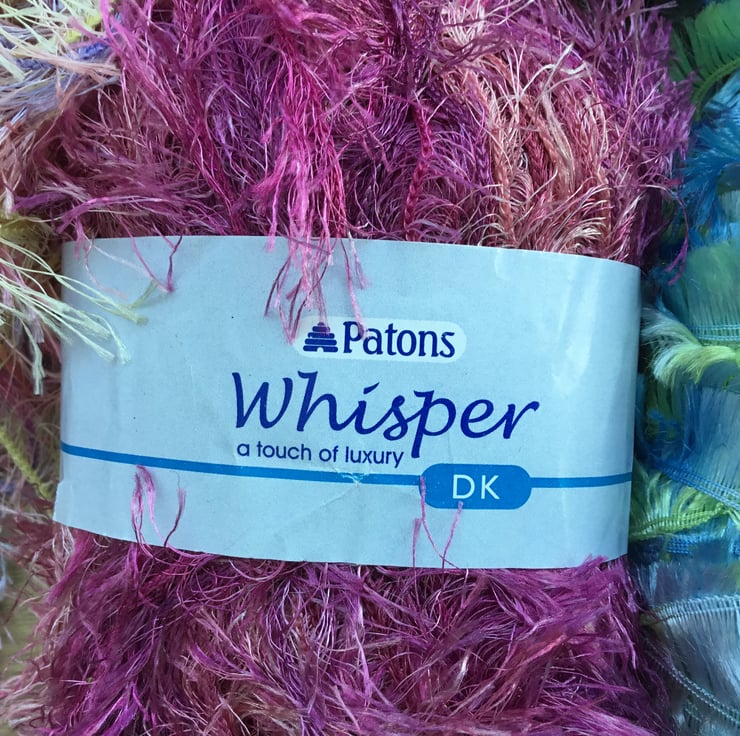 Patons
Whisper
a touch of luxury
DK